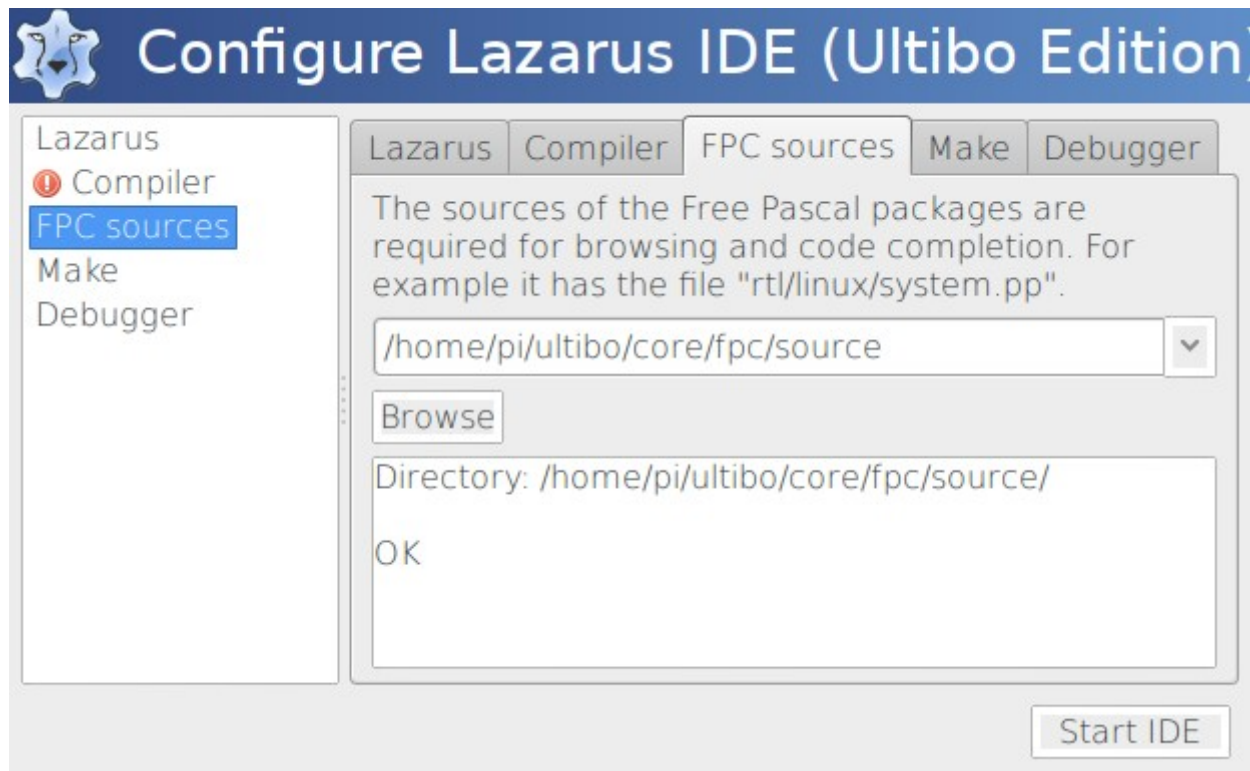 Configure Lazarus IDE (Ultibo Edition)
Lazarus
Compiler
FPC sources
Make
Debugger
Lazarus Compiler FPC sources Make Debugger
The sources of the Free Pascal packages are
required for browsing and code completion. For
example it has the file "rtl/linux/system.pp".
/home/pi/ultibo/core/fpc/source
Browse
Directory: /home/pi/ultibo/core/fpc/source/
OK
Start IDE